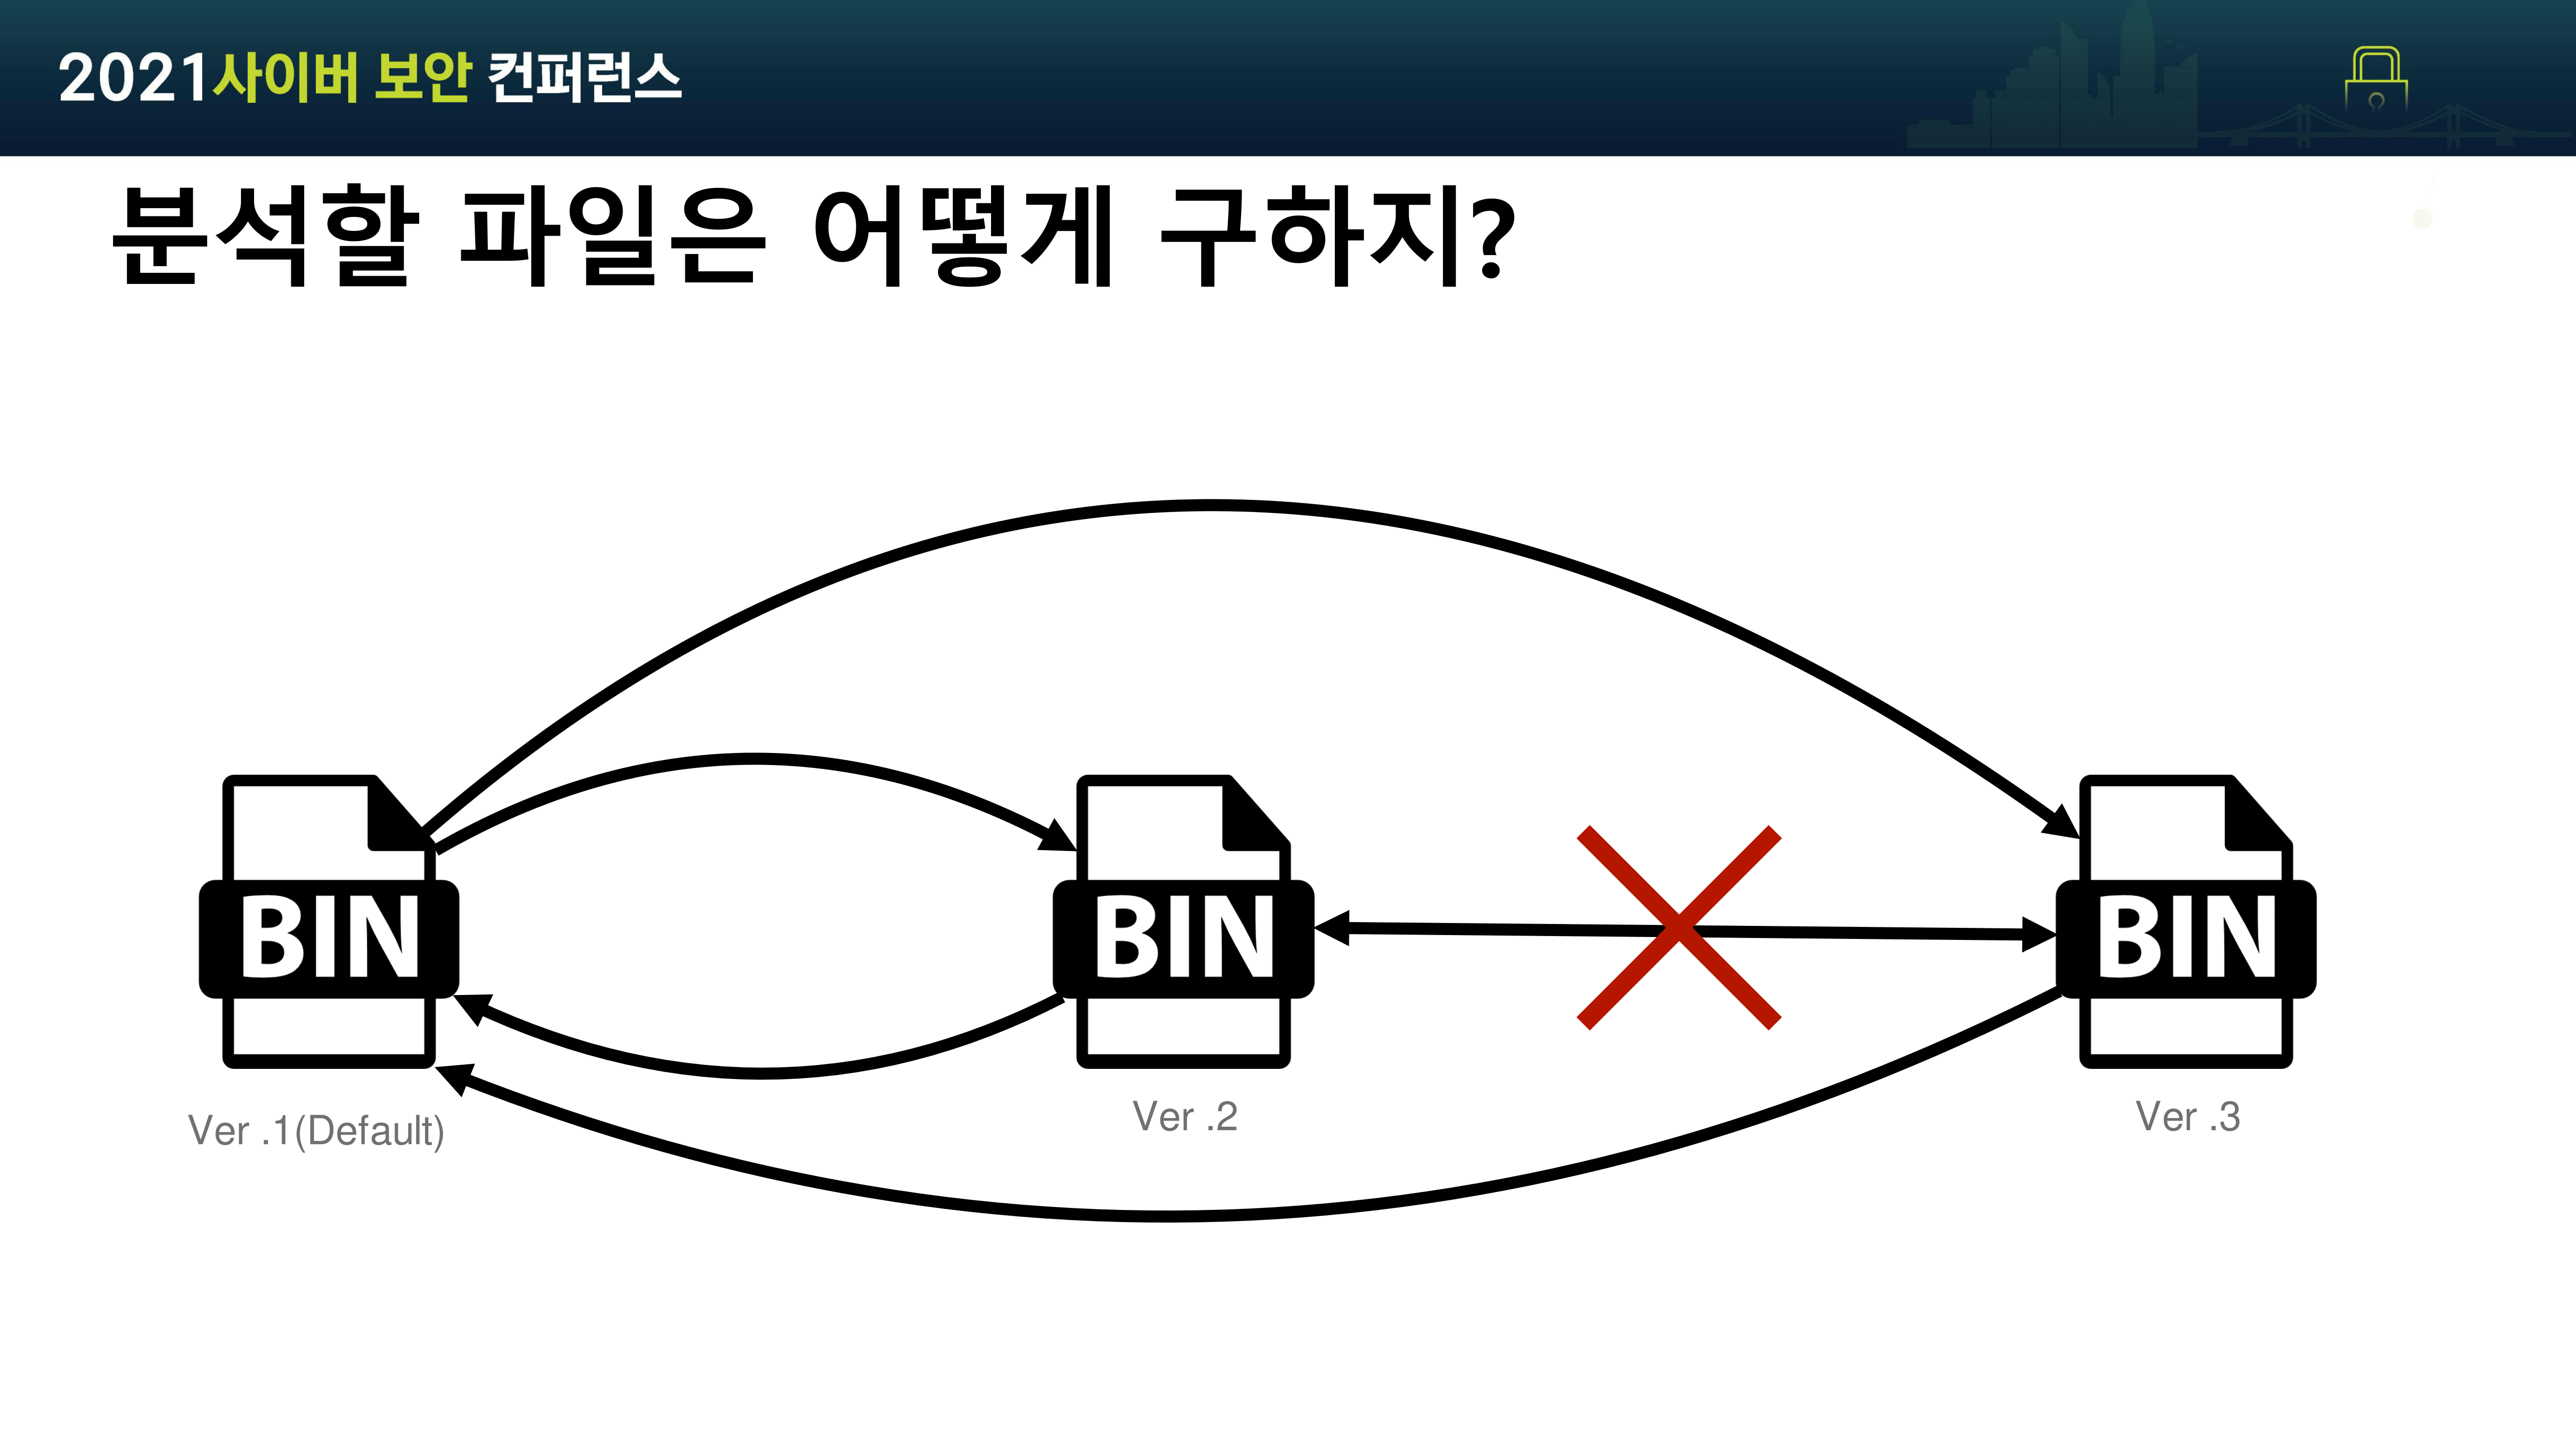 2021사이버 보안 컨퍼런스
분석할 파일은 어떻게 구하지?
BIN
BIN
BIN
Ver .1(Default)
Ver .2
Ver .3